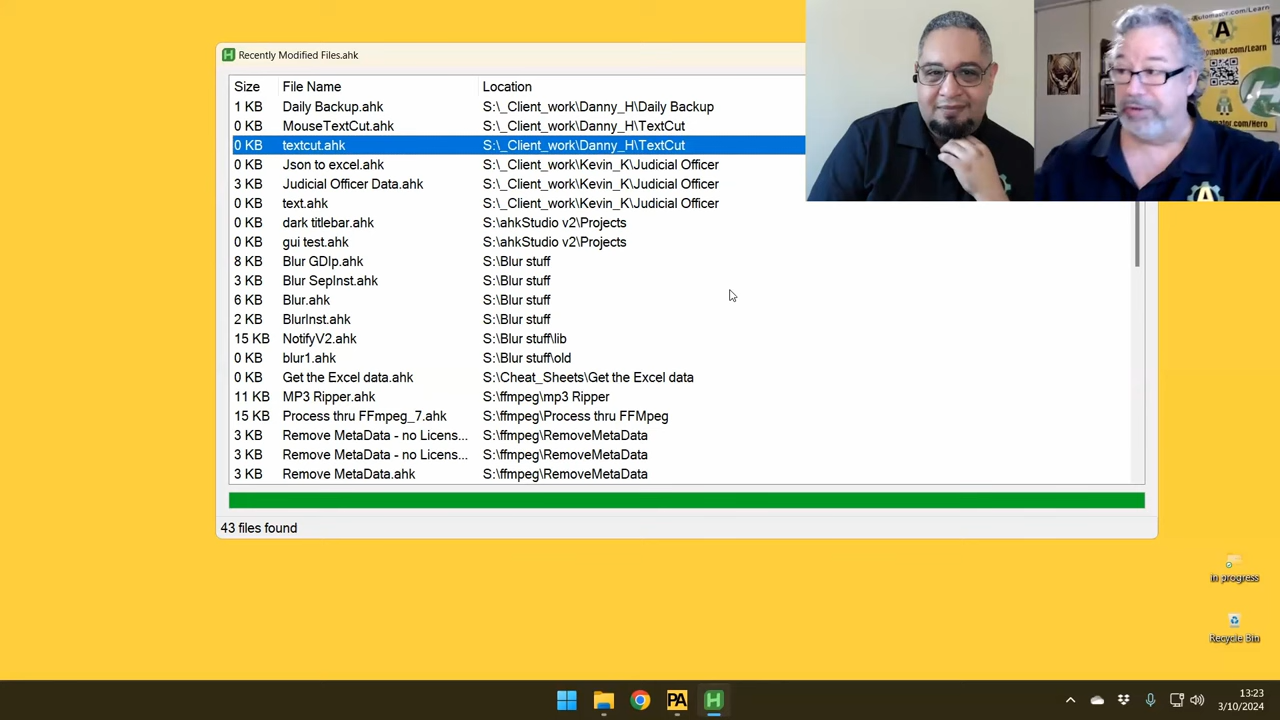 Automator.com/Learn
Automator.com/Learn
.com/Hero
Recently Modified Files.ahk
Size File Name Location
1 KB Daily Backup.ahk S:\_Client_work\Danny_H\Daily Backup
0 KB MouseTextCut.ahk S:\_Client_work\Danny_H\TextCut
0 KB textcut.ahk S:\_Client_work\Danny_H\TextCut
0 KB Json to excel.ahk S:\_Client_work\Kevin_K\Judicial Officer
3 KB Judicial Officer Data.ahk S:\_Client_work\Kevin_K\Judicial Officer
0 KB text.ahk S:\_Client_work\Kevin_K\Judicial Officer
0 KB dark titlebar.ahk S:\ahkStudio v2\Projects
0 KB gui test.ahk S:\ahkStudio v2\Projects
8 KB Blur GDIp.ahk S:\Blur stuff
3 KB Blur SepInst.ahk S:\Blur stuff
6 KB Blur.ahk S:\Blur stuff
2 KB BlurInst.ahk S:\Blur stuff
15 KB NotifyV2.ahk S:\Blur stuff\lib
0 KB blur1.ahk S:\Blur stuff\old
0 KB Get the Excel data.ahk S:\Cheat_Sheets\Get the Excel data
11 KB MP3 Ripper.ahk S:\ffmpeg\mp3 Ripper
15 KB Process thru FFmpeg_7.ahk S:\ffmpeg\Process thru FFMpeg
3 KB Remove MetaData - no Licens... S:\ffmpeg\RemoveMetaData
3 KB Remove MetaData - no Licens... S:\ffmpeg\RemoveMetaData
3 KB Remove MetaData.ahk S:\ffmpeg\RemoveMetaData
43 files found
In progress
Recycle Bin
PA
13:23
3/10/2024